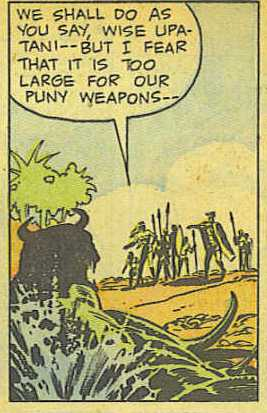 WE SHALL DO AS
YOU SAY, WISE UPA-
TANI--BUT I FEAR
THAT IT IS TOO
LARGE FOR OUR
PUNY WEAPONS--